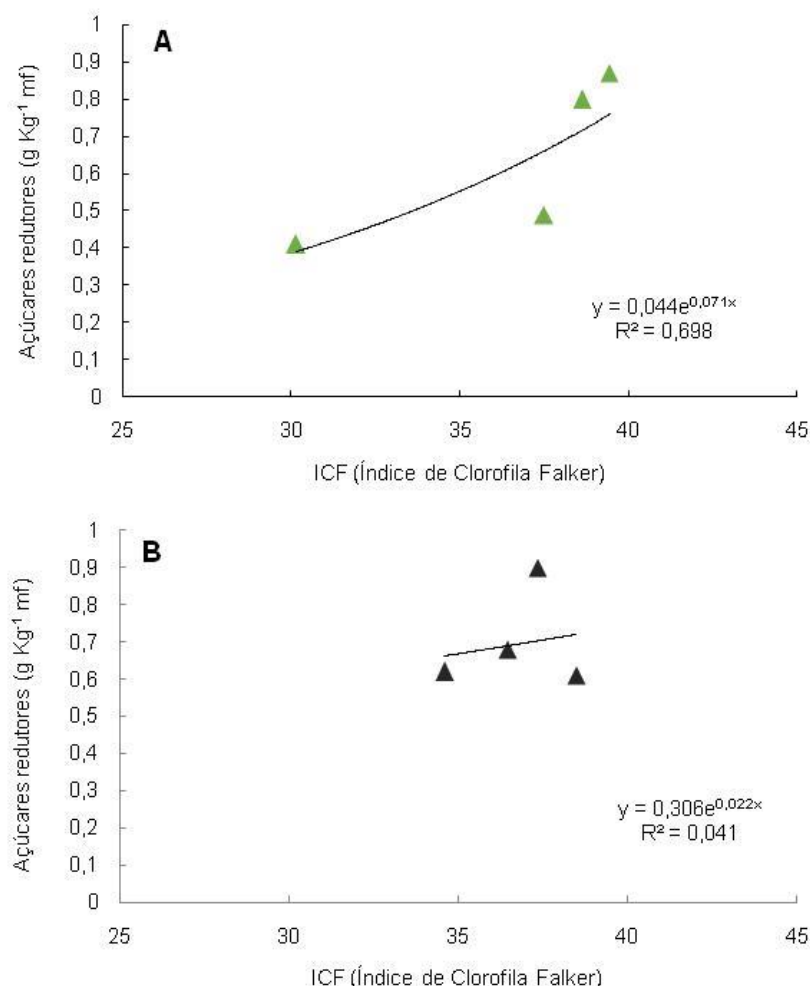 A
Açúcares redutores (g Kg⁻¹ mf)
1
0,9
0,8
0,7
0,6
0,5
0,4
0,3
0,2
0,1
0
y = 0,044e^0,071x
R² = 0,698
25 30 35 40 45
ICF (Índice de Clorofila Falker)
B
Açúcares redutores (g Kg⁻¹ mf)
1
0,9
0,8
0,7
0,6
0,5
0,4
0,3
0,2
0,1
0
y = 0,306e^0,022x
R² = 0,041
25 30 35 40 45
ICF (Índice de Clorofila Falker)